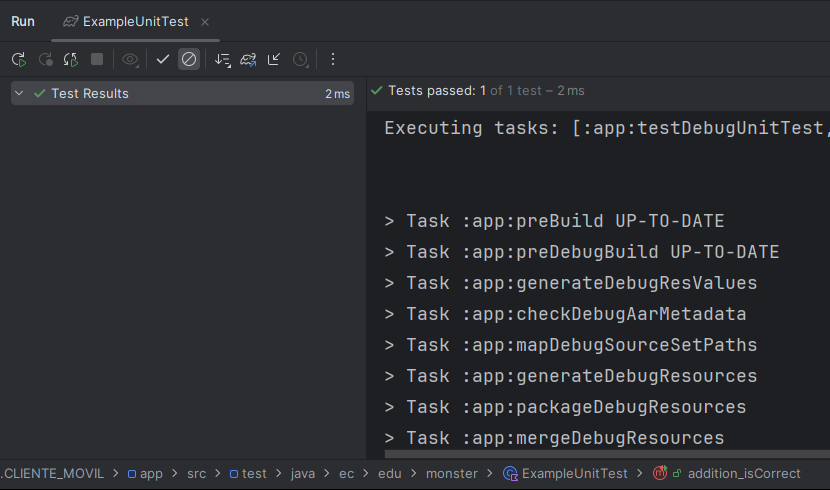 Run ExampleUnitTest
Test Results 2 ms
Tests passed: 1 of 1 test – 2 ms
Executing tasks: [:app:testDebugUnitTest,
> Task :app:preBuild UP-TO-DATE
> Task :app:preDebugBuild UP-TO-DATE
> Task :app:generateDebugResValues
> Task :app:checkDebugAarMetadata
> Task :app:mapDebugSourceSetPaths
> Task :app:generateDebugResources
> Task :app:packageDebugResources
> Task :app:mergeDebugResources
.CLIENTE_MOVIL > app > src > test > java > ec > edu > monster > ExampleUnitTest > addition_isCorrect